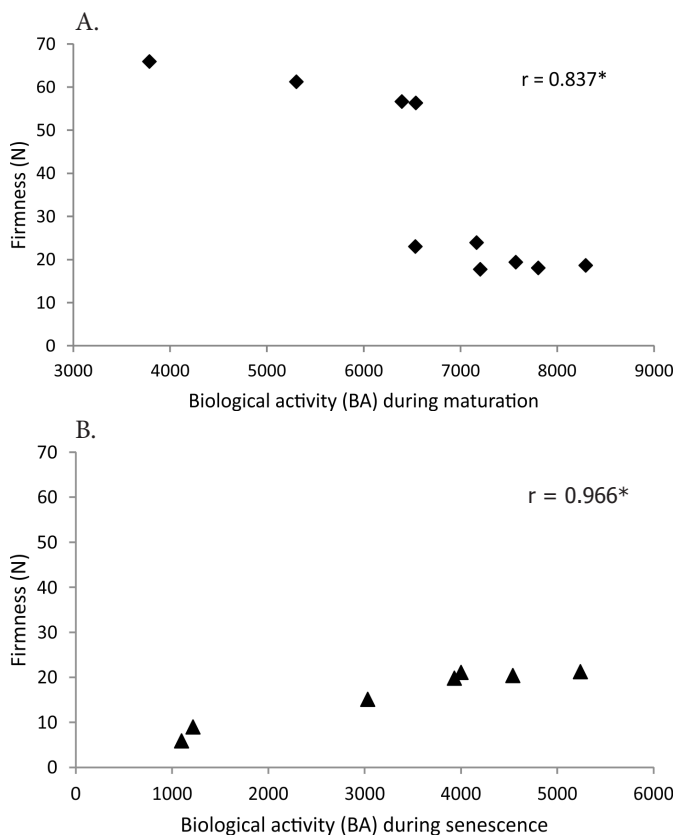 A.
70
60
50
40
30
20
10
0
r = 0.837*
Firmness (N)
3000 4000 5000 6000 7000 8000 9000
Biological activity (BA) during maturation
B.
70
60
50
40
30
20
10
0
r = 0.966*
Firmness (N)
0 1000 2000 3000 4000 5000 6000
Biological activity (BA) during senescence